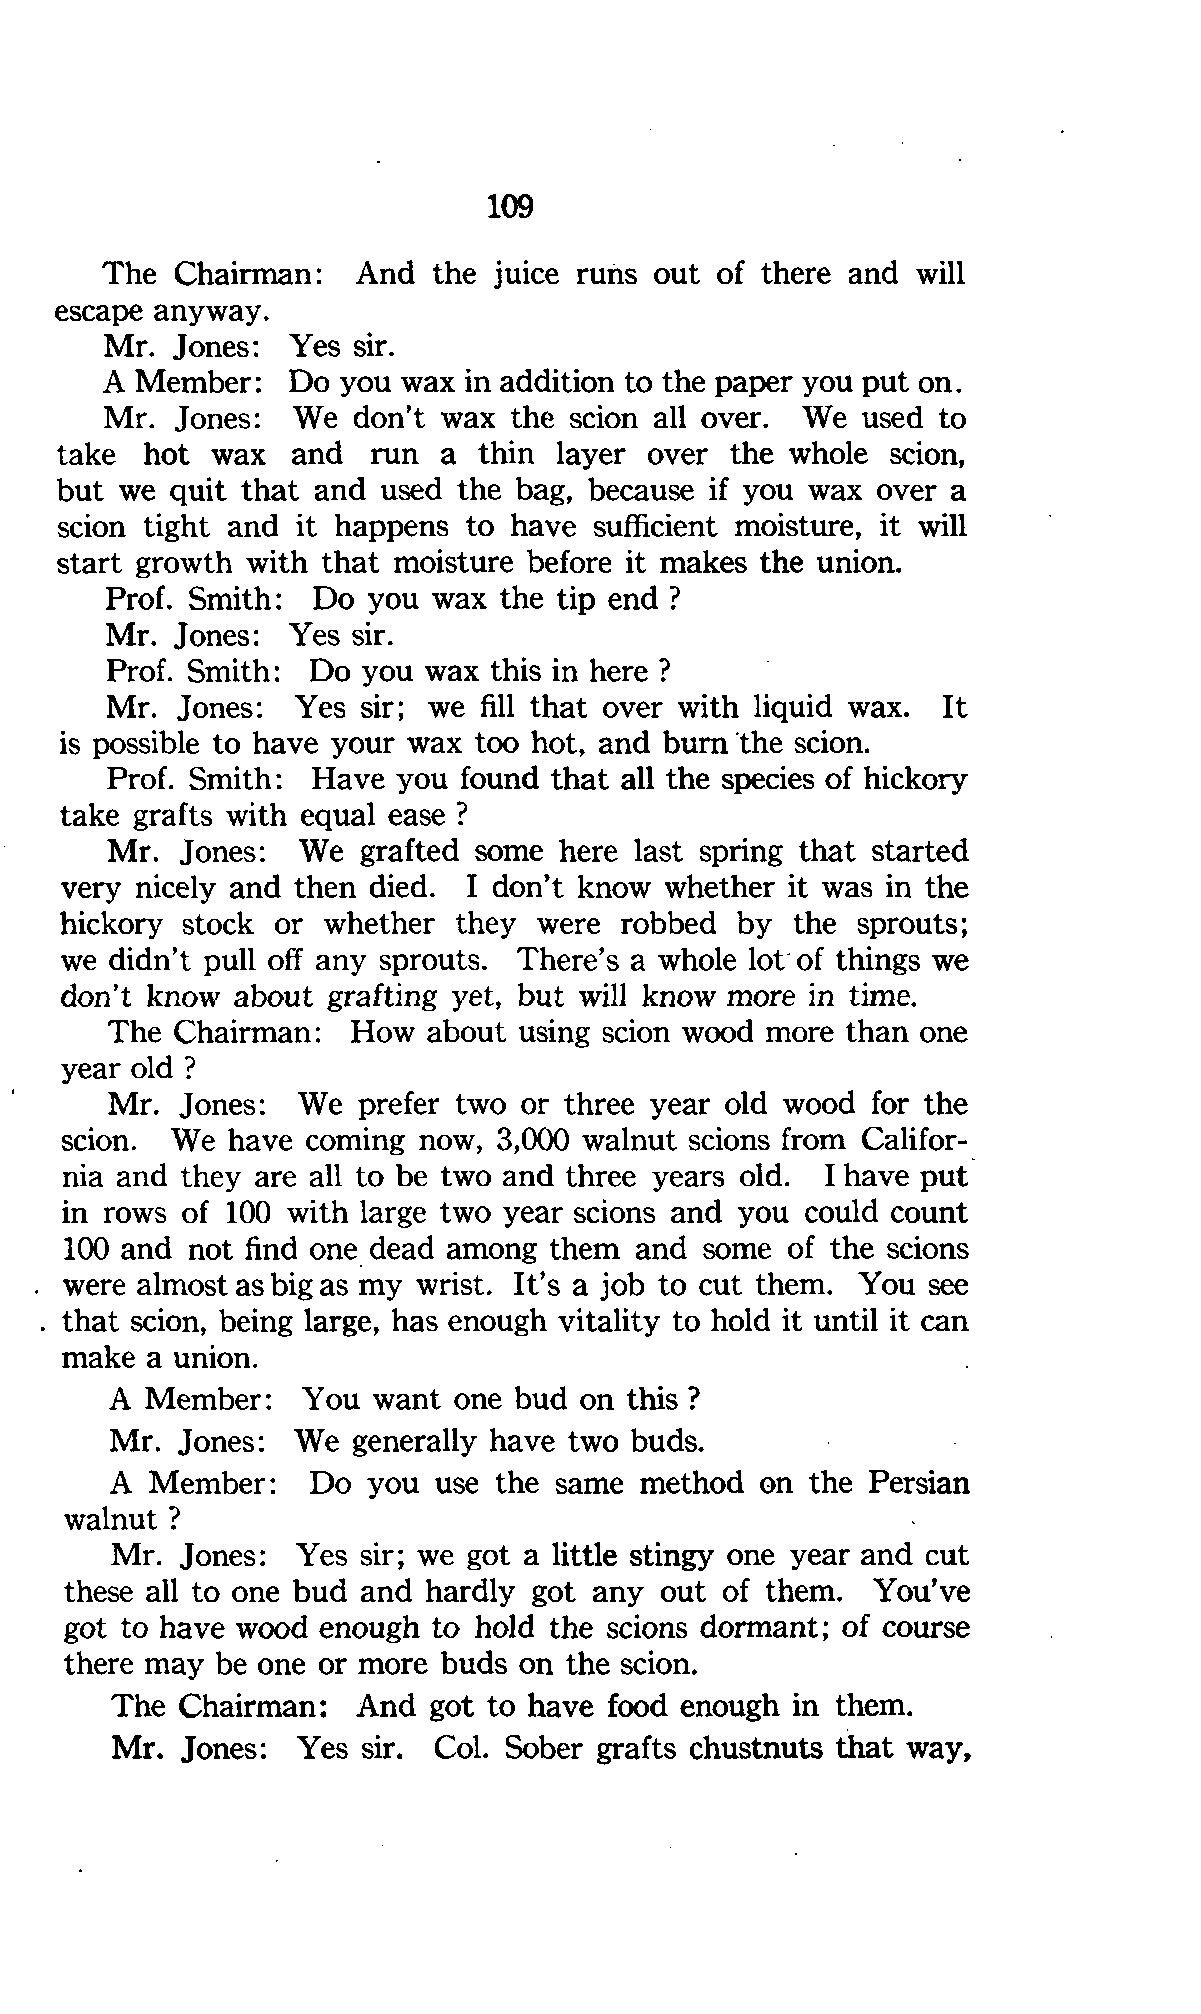 109
The Chairman: And the juice runs out of there and will
escape anyway.
Mr. Jones: Yes sir.
A Member: Do you wax in addition to the paper you put on.
Mr. Jones: We don't wax the scion all over. We used to
take hot wax and run a thin layer over the whole scion,
but we quit that and used the bag, because if you wax over a
scion tight and it happens to have sufficient moisture, it will
start growth with that moisture before it makes the union.
Prof. Smith: Do you wax the tip end ?
Mr. Jones: Yes sir.
Prof. Smith: Do you wax this in here ?
Mr. Jones: Yes sir; we fill that over with liquid wax. It
is possible to have your wax too hot, and burn the scion.
Prof. Smith: Have you found that all the species of hickory
take grafts with equal ease ?
Mr. Jones: We grafted some here last spring that started
very nicely and then died. I don't know whether it was in the
hickory stock or whether they were robbed by the sprouts;
we didn't pull off any sprouts. There's a whole lot of things we
don't know about grafting yet, but will know more in time.
The Chairman: How about using scion wood more than one
year old ?
Mr. Jones: We prefer two or three year old wood for the
scion. We have coming now, 3,000 walnut scions from Califor-
nia and they are all to be two and three years old. I have put
in rows of 100 with large two year scions and you could count
100 and not find one dead among them and some of the scions
were almost as big as my wrist. It's a job to cut them. You see
that scion, being large, has enough vitality to hold it until it can
make a union.
A Member: You want one bud on this ?
Mr. Jones: We generally have two buds.
A Member: Do you use the same method on the Persian
walnut ?
Mr. Jones: Yes sir; we got a little stingy one year and cut
these all to one bud and hardly got any out of them. You've
got to have wood enough to hold the scions dormant; of course
there may be one or more buds on the scion.
The Chairman: And got to have food enough in them.
Mr. Jones: Yes sir. Col. Sober grafts chustnuts that way,